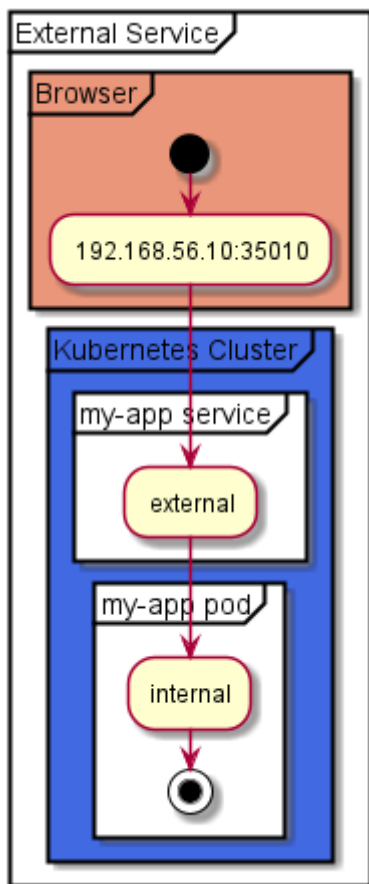 External Service
Browser
192.168.56.10:35010
Kubernetes Cluster
my-app service
external
my-app pod
internal